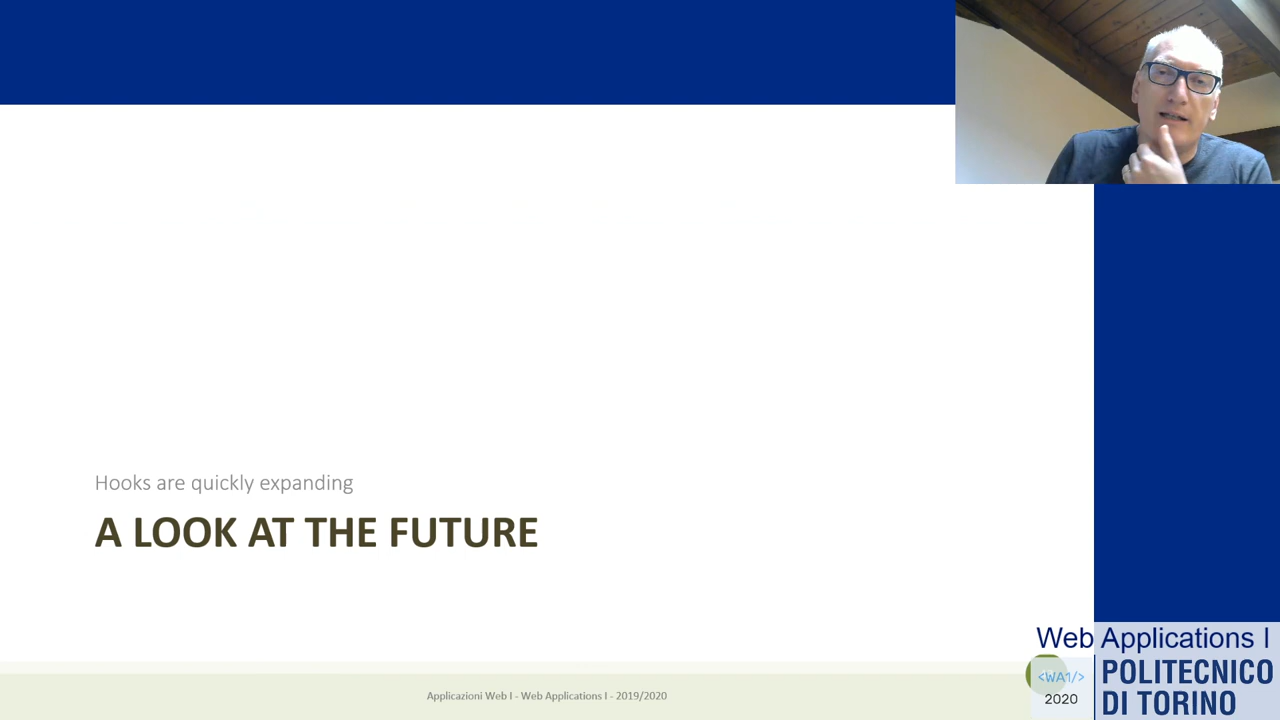 Hooks are quickly expanding
A LOOK AT THE FUTURE
Applicazioni Web I - Web Applications I - 2019/2020
Web Applications I
<WA1/>
2020
POLITECNICO
DI TORINO